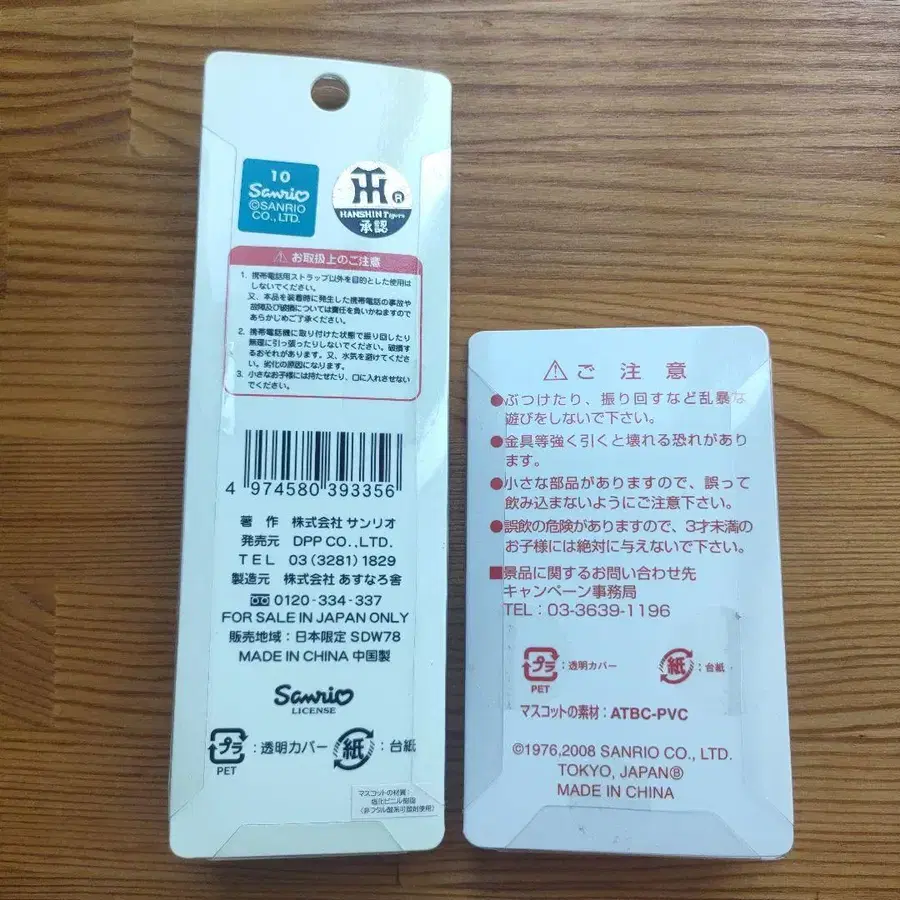 10
Sanrio
©SANRIO
CO., LTD.
HANSHIN Tigers
承認
⚠ お取扱上のご注意
1. 携帯電話用ストラップ以外を目的とした使用は
しないでください。
又、本品を装着時に発生した携帯電話の事故や
故障及び破損については責任を負いかねますので
あらかじめご了承ください。
2. 携帯電話機に取り付けた状態で振り回したり
無理に引っ張ったりしないでください。破損す
るおそれがあります。又、水気を避けてくださ
い。劣化の原因になります。
3. 小さなお子様には持たせたり、口に入れさせない
でください。
4 974580 393356
著 作 株式会社 サンリオ
発売元 DPP CO.,LTD.
TEL 03(3281)1829
製造元 株式会社 あすなろ舎
0120-334-337
FOR SALE IN JAPAN ONLY
販売地域：日本限定 SDW78
MADE IN CHINA 中国製
Sanrio
LICENSE
プラ：透明カバー 紙：台紙
PET
マスコットの材質：
塩化ビニル樹脂
(非フタル酸系可塑剤使用)
⚠ ご注意
●ぶつけたり、振り回すなど乱暴な
遊びをしないで下さい。
●金具等強く引くと壊れる恐れがあり
ます。
●小さな部品がありますので、誤って
飲み込まないようにご注意下さい。
●誤飲の危険がありますので、3才未満の
お子様には絶対に与えないで下さい。
■景品に関するお問い合わせ先
キャンペーン事務局
TEL：03-3639-1196
プラ：透明カバー 紙：台紙
PET
マスコットの素材：ATBC-PVC
©1976,2008 SANRIO CO., LTD.
TOKYO, JAPAN Ⓑ
MADE IN CHINA